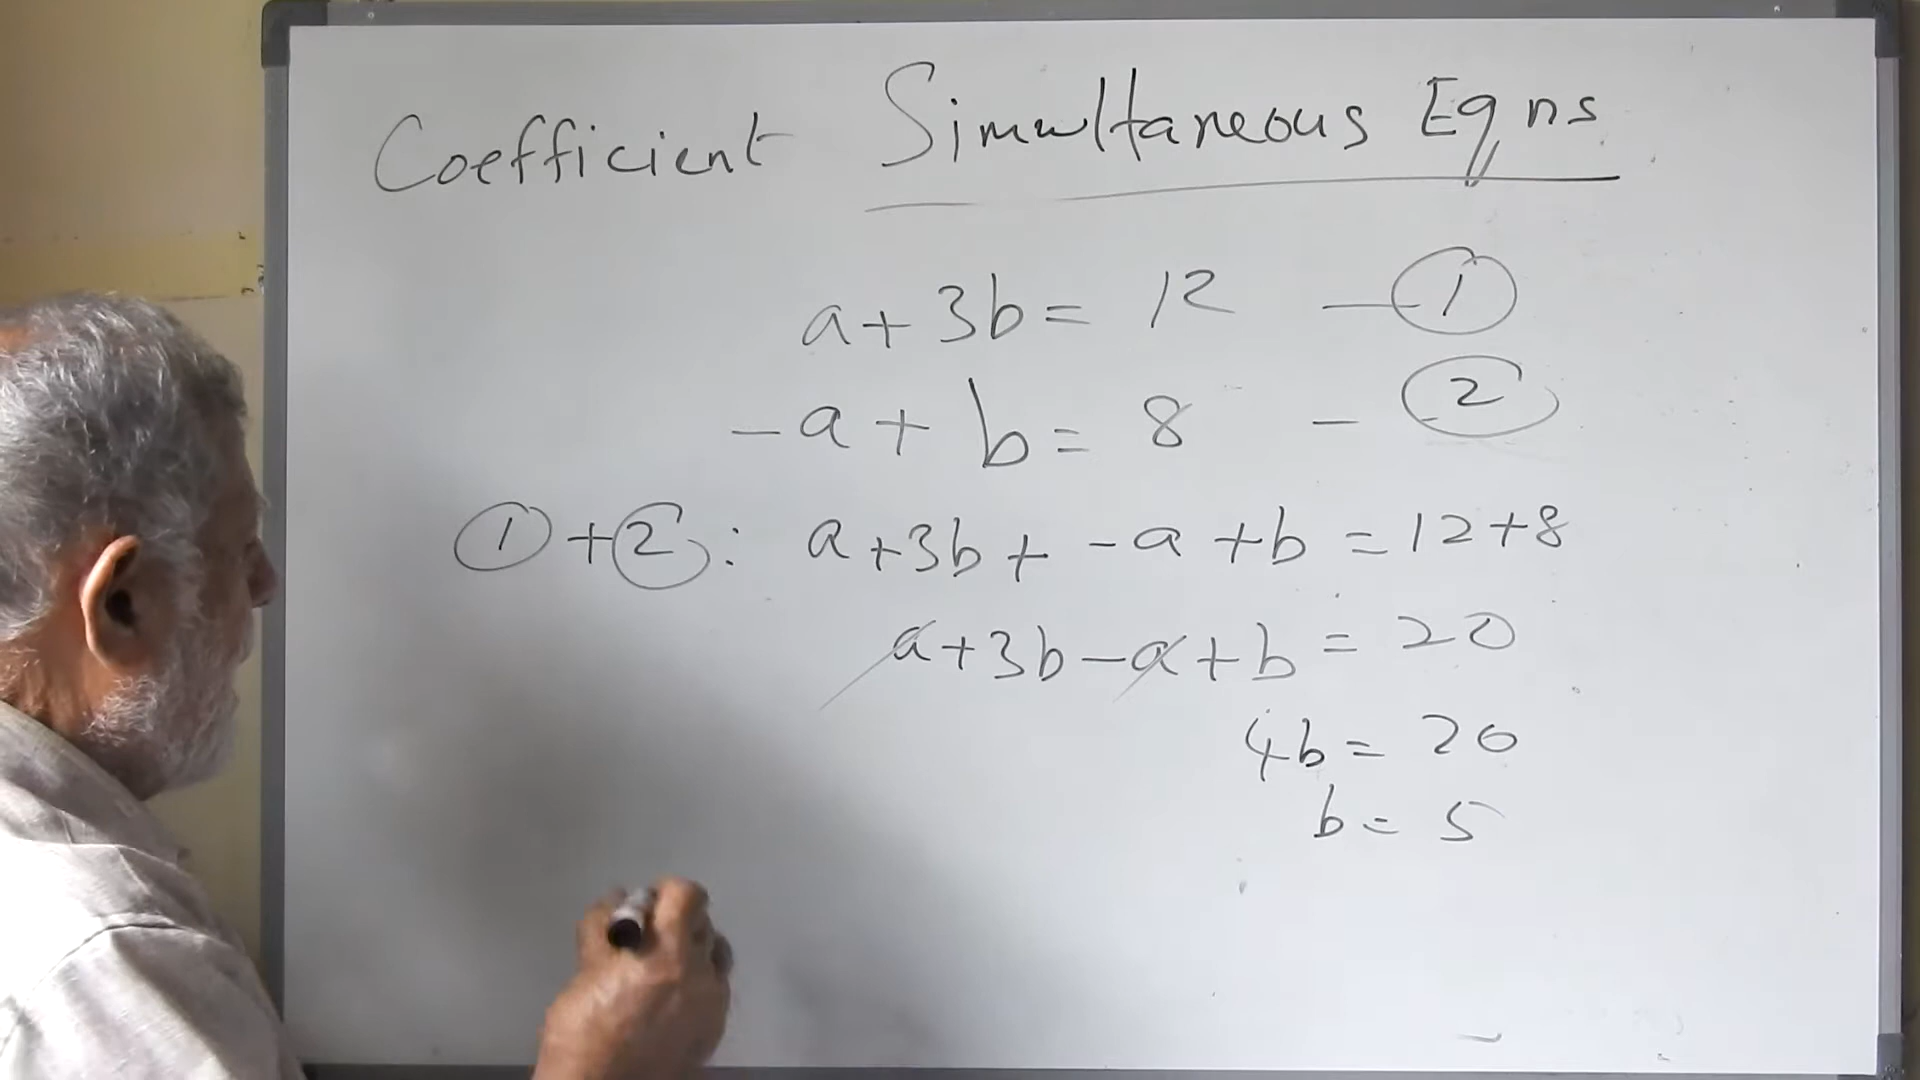 Coefficient Simultaneous Eqns
a + 3b = 12 — ①
- a + b = 8 - ②
① + ② : a + 3b + - a + b = 12 + 8
a + 3b - a + b = 20
4b = 20
b = 5